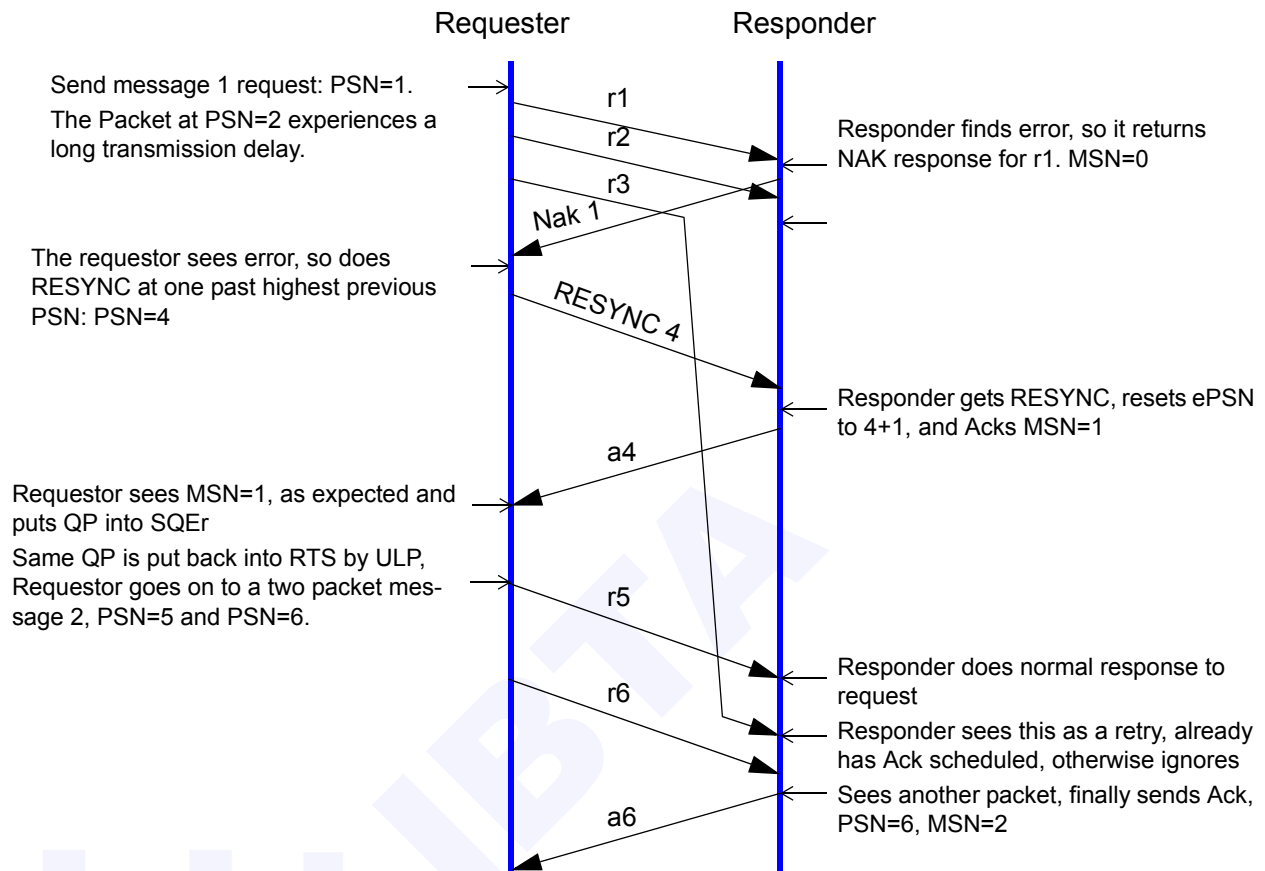 Requester
Responder
Send message 1 request: PSN=1.
The Packet at PSN=2 experiences a
long transmission delay.
r1
r2
r3
Responder finds error, so it returns
NAK response for r1. MSN=0
Nak 1
The requestor sees error, so does
RESYNC at one past highest previous
PSN: PSN=4
RESYNC 4
Responder gets RESYNC, resets ePSN
to 4+1, and Acks MSN=1
a4
Requestor sees MSN=1, as expected and
puts QP into SQEr
Same QP is put back into RTS by ULP,
Requestor goes on to a two packet mes-
sage 2, PSN=5 and PSN=6.
r5
Responder does normal response to
request
r6
Responder sees this as a retry, already
has Ack scheduled, otherwise ignores
Sees another packet, finally sends Ack,
PSN=6, MSN=2
a6
IBTA